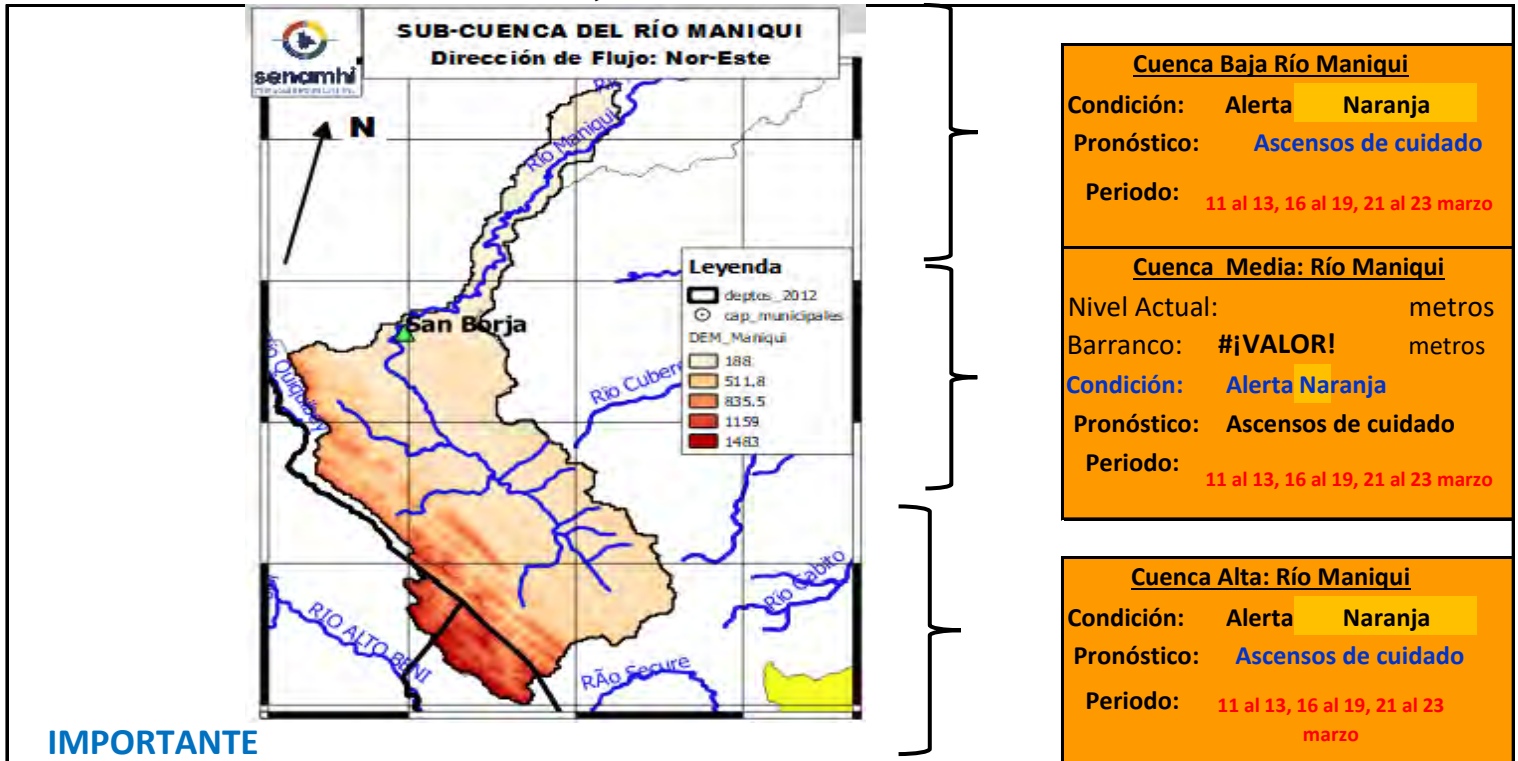 senamhi
SUB-CUENCA DEL RÍO MANIQUI
Dirección de Flujo: Nor-Este
N
Río Maniqui
San Borja
Río Quiquibey
Río Cubere
Leyenda
deptos_2012
cap_municipales
DEM_Maniqui
188
511.8
835.5
1159
1483
RIO ALTO BENI
RÃo Secure
Río Cabito
IMPORTANTE
Cuenca Baja Río Maniqui
Condición: Alerta Naranja
Pronóstico: Ascensos de cuidado
Periodo: 11 al 13, 16 al 19, 21 al 23 marzo
Cuenca Media: Río Maniqui
Nivel Actual: metros
Barranco: #¡VALOR! metros
Condición: Alerta Naranja
Pronóstico: Ascensos de cuidado
Periodo: 11 al 13, 16 al 19, 21 al 23 marzo
Cuenca Alta: Río Maniqui
Condición: Alerta Naranja
Pronóstico: Ascensos de cuidado
Periodo: 11 al 13, 16 al 19, 21 al 23
marzo